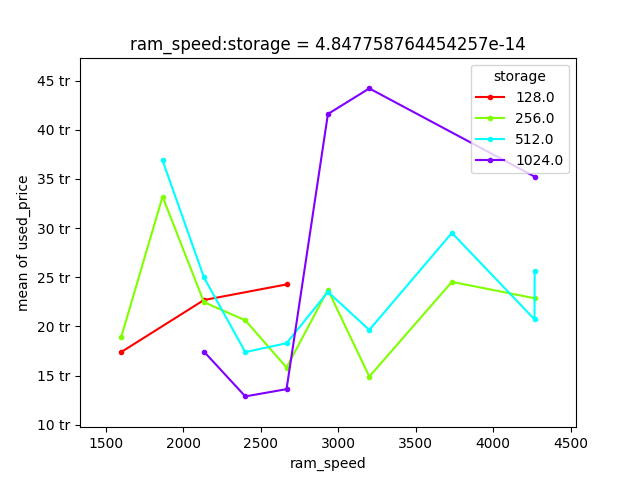 ram_speed:storage = 4.847758764454257e-14
storage
128.0
256.0
512.0
1024.0
45 tr
40 tr
35 tr
30 tr
25 tr
20 tr
15 tr
10 tr
mean of used_price
1500 2000 2500 3000 3500 4000 4500
ram_speed